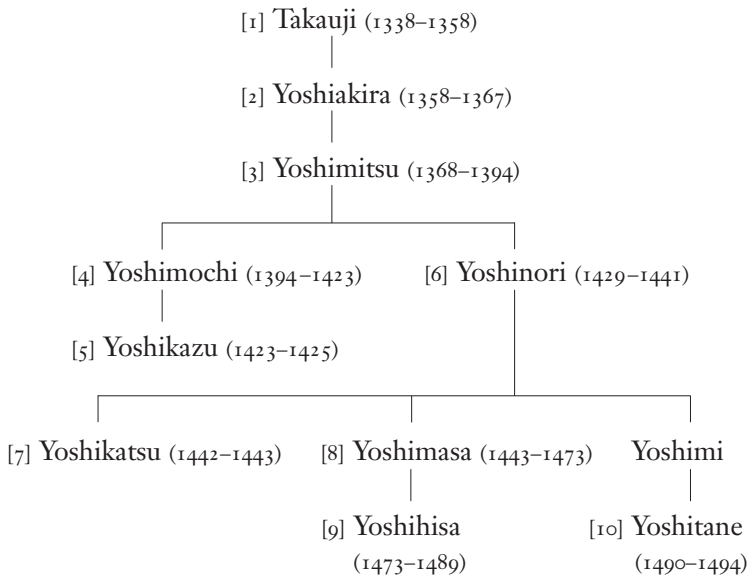 [1] Takauji (1338–1358)
[2] Yoshiakira (1358–1367)
[3] Yoshimitsu (1368–1394)
[4] Yoshimochi (1394–1423)
[6] Yoshinori (1429–1441)
[5] Yoshikazu (1423–1425)
[7] Yoshikatsu (1442–1443)
[8] Yoshimasa (1443–1473)
Yoshimi
[9] Yoshihisa
(1473–1489)
[10] Yoshitane
(1490–1494)